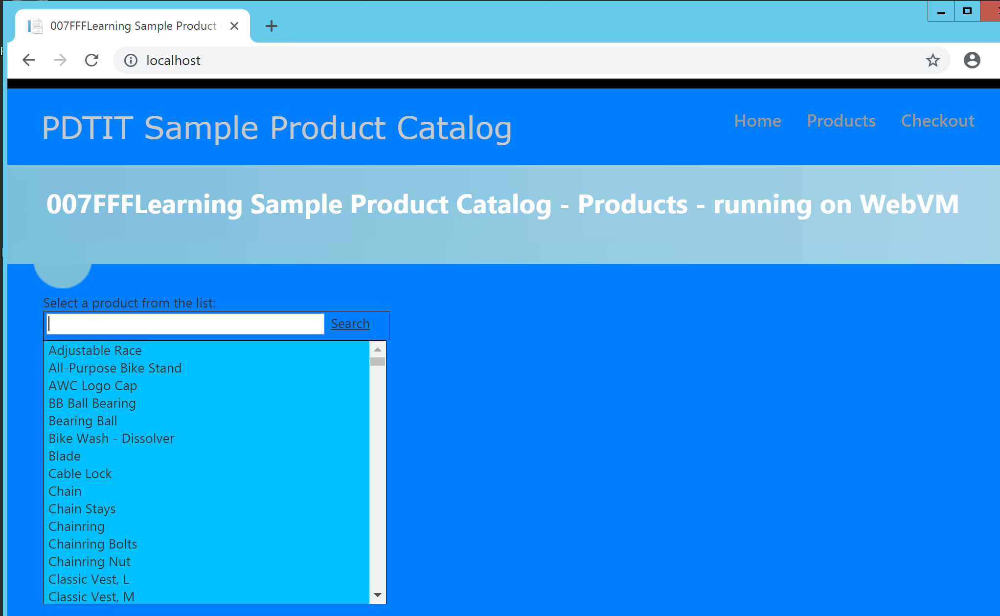 007FFFLearning Sample Product
localhost
PDTIT Sample Product Catalog
Home Products Checkout
007FFFLearning Sample Product Catalog - Products - running on WebVM
Select a product from the list:
Search
Adjustable Race
All-Purpose Bike Stand
AWC Logo Cap
BB Ball Bearing
Bearing Ball
Bike Wash - Dissolver
Blade
Cable Lock
Chain
Chain Stays
Chainring
Chainring Bolts
Chainring Nut
Classic Vest, L
Classic Vest, M